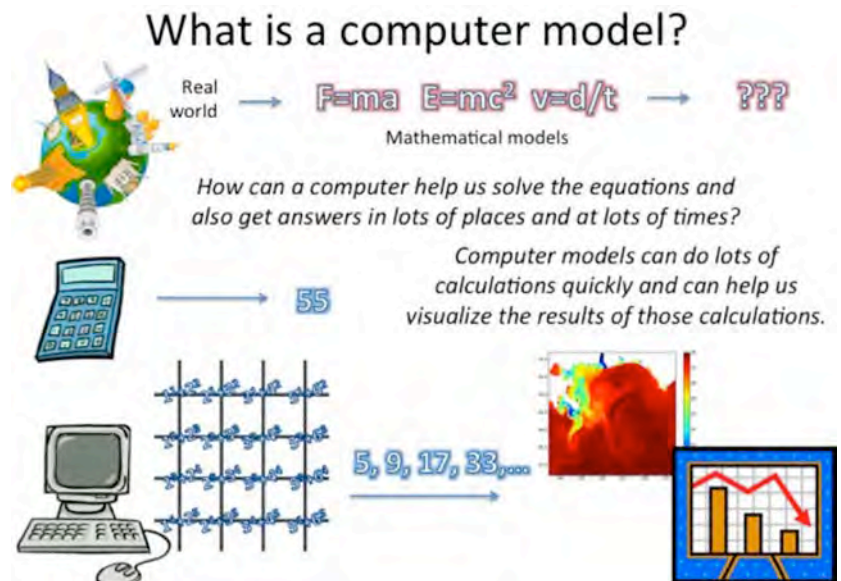 What is a computer model?
Real
world
F=ma E=mc² v=d/t
???
Mathematical models
How can a computer help us solve the equations and
also get answers in lots of places and at lots of times?
Computer models can do lots of
calculations quickly and can help us
visualize the results of those calculations.
55
5, 9, 17, 33,...